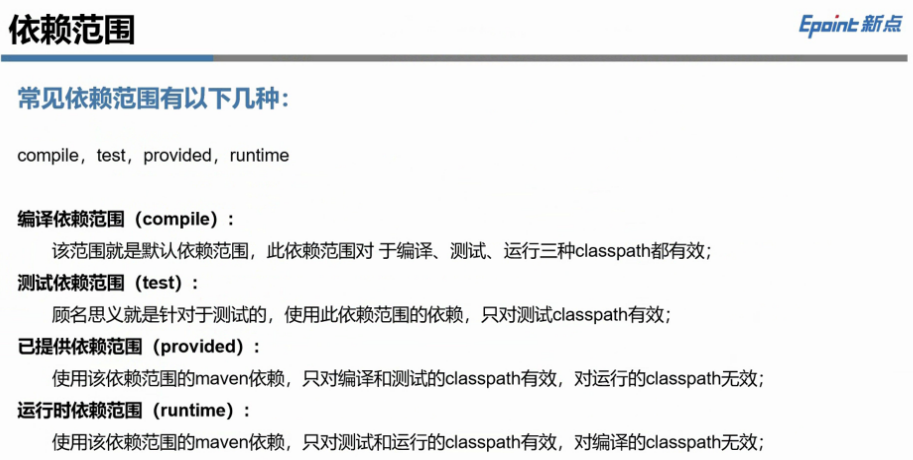 依赖范围
Epoint 新点
常见依赖范围有以下几种：
compile，test，provided，runtime
编译依赖范围（compile）：
该范围就是默认依赖范围，此依赖范围对 于编译、测试、运行三种classpath都有效；
测试依赖范围（test）：
顾名思义就是针对于测试的，使用此依赖范围的依赖，只对测试classpath有效；
已提供依赖范围（provided）：
使用该依赖范围的maven依赖，只对编译和测试的classpath有效，对运行的classpath无效；
运行时依赖范围（runtime）：
使用该依赖范围的maven依赖，只对测试和运行的classpath有效，对编译的classpath无效；